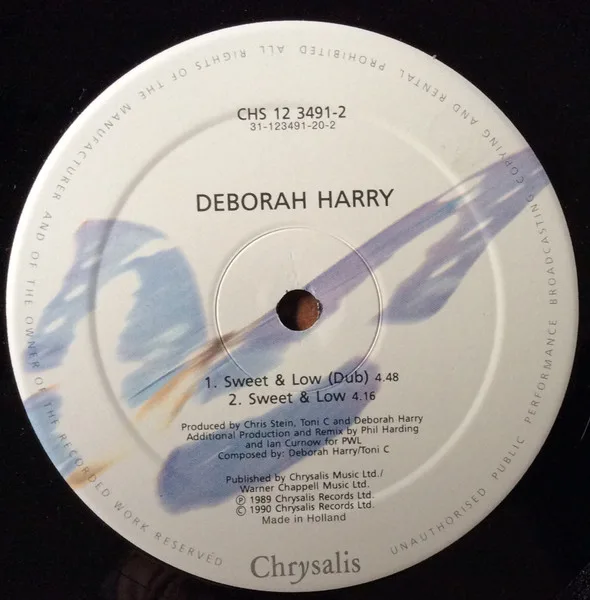 ALL RIGHTS OF THE MANUFACTURER AND OF THE OWNER OF THE RECORDED WORK RESERVED
UNAUTHORISED PUBLIC PERFORMANCE BROADCASTING COPYING AND RENTAL PROHIBITED
CHS 12 3491-2
31-123491-20-2
DEBORAH HARRY
1. Sweet & Low (Dub) 4.48
2. Sweet & Low 4.16
Produced by Chris Stein, Toni C and Deborah Harry
Additional Production and Remix by Phil Harding
and Ian Curnow for PWL
Composed by: Deborah Harry/Toni C
Published by Chrysalis Music Ltd./
Warner Chappell Music Ltd.
℗ 1989 Chrysalis Records Ltd.
© 1990 Chrysalis Records Ltd.
Made in Holland
Chrysalis